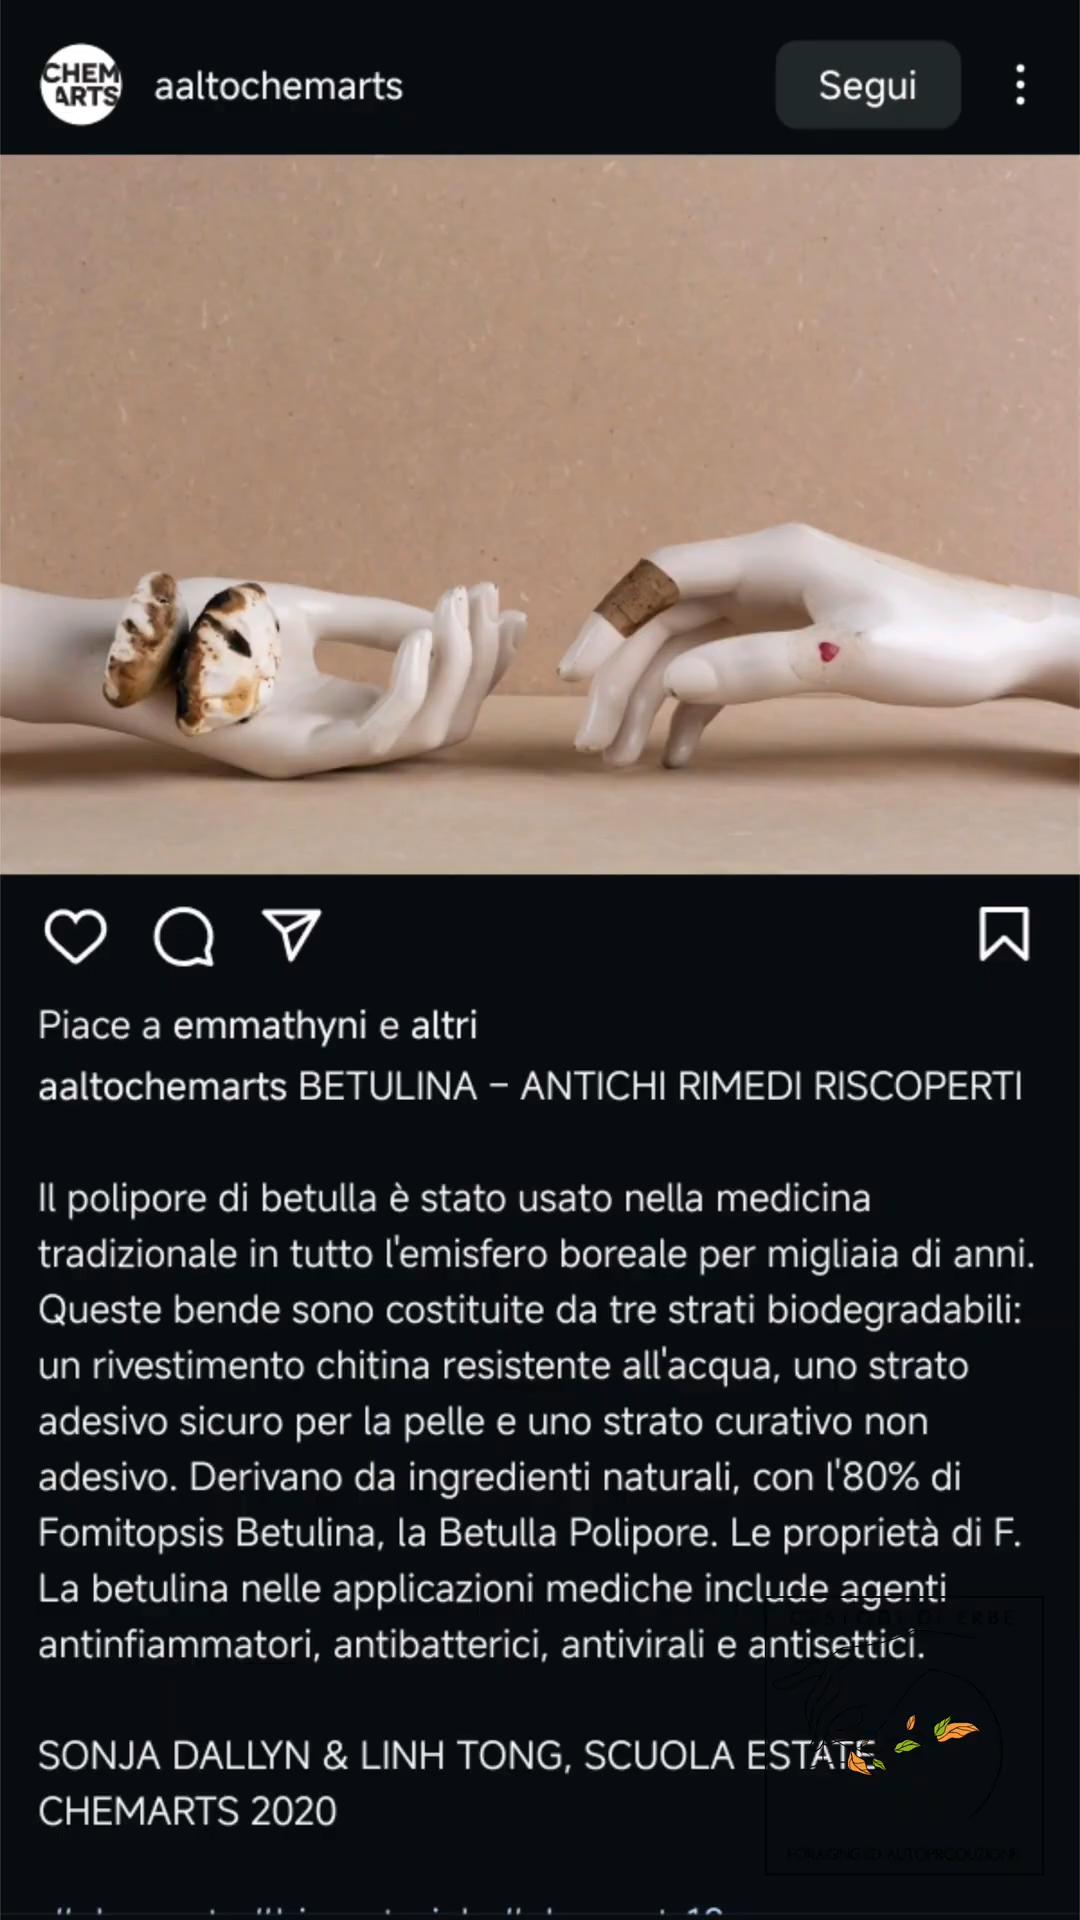 CHEM
ARTS
aaltochemarts
Segui
Piace a emmathyni e altri
aaltochemarts BETULINA – ANTICHI RIMEDI RISCOPERTI
Il polipore di betulla è stato usato nella medicina
tradizionale in tutto l'emisfero boreale per migliaia di anni.
Queste bende sono costituite da tre strati biodegradabili:
un rivestimento chitina resistente all'acqua, uno strato
adesivo sicuro per la pelle e uno strato curativo non
adesivo. Derivano da ingredienti naturali, con l'80% di
Fomitopsis Betulina, la Betulla Polipore. Le proprietà di F.
La betulina nelle applicazioni mediche include agenti
antinfiammatori, antibatterici, antivirali e antisettici.
SONJA DALLYN & LINH TONG, SCUOLA ESTATE
CHEMARTS 2020